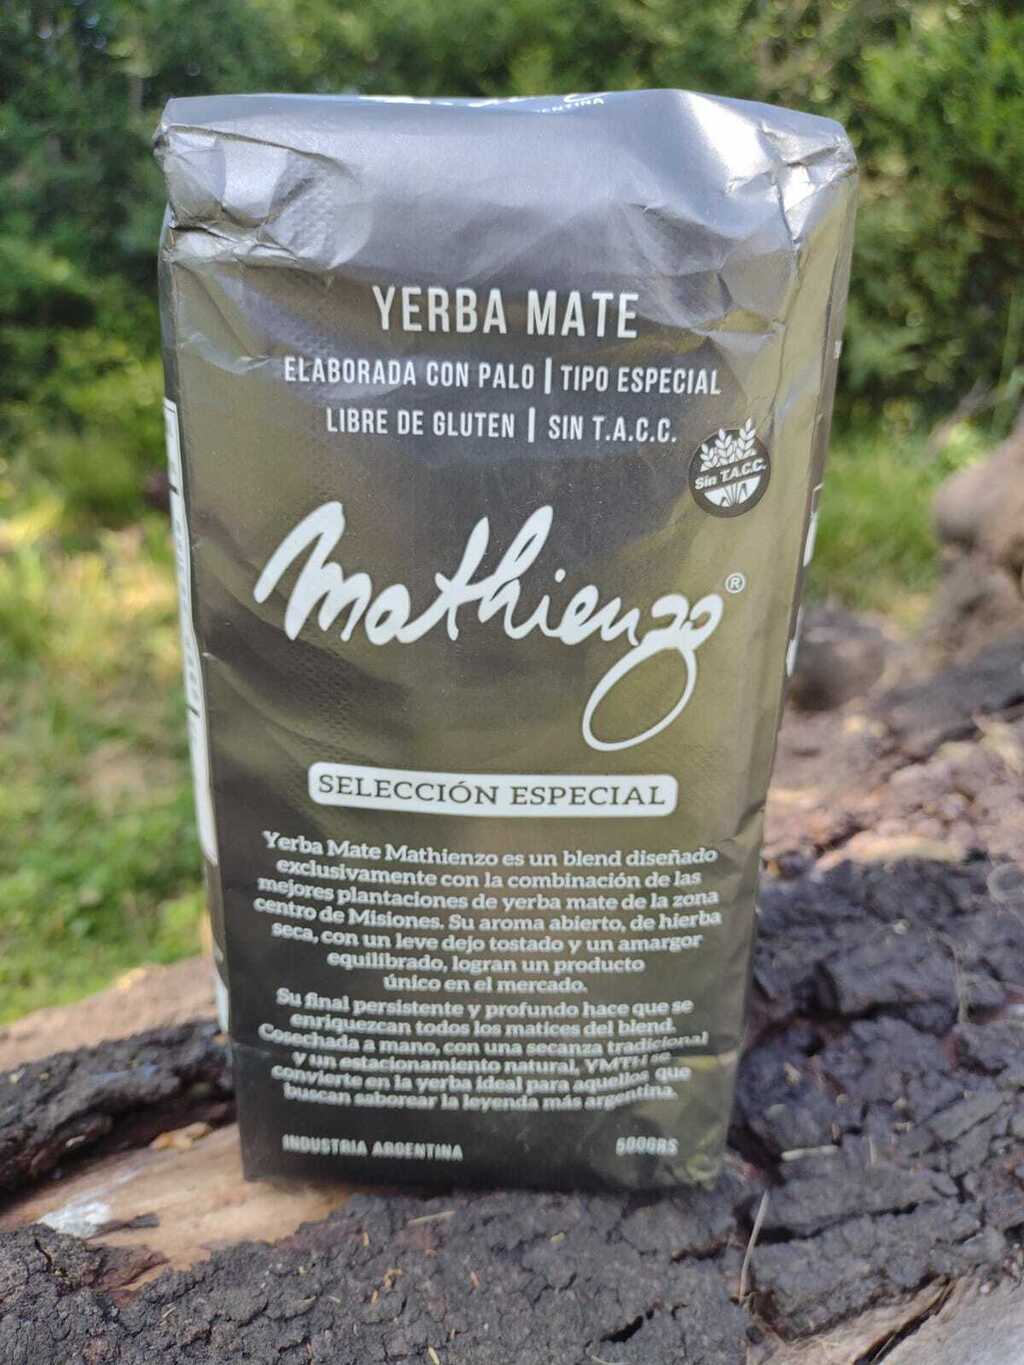 ENTINA
YERBA MATE
ELABORADA CON PALO | TIPO ESPECIAL
LIBRE DE GLUTEN | SIN T.A.C.C.
Sin T.A.C.C.
Mathienzo®
SELECCIÓN ESPECIAL
Yerba Mate Mathienzo es un blend diseñado
exclusivamente con la combinación de las
mejores plantaciones de yerba mate de la zona
centro de Misiones. Su aroma abierto, de hierba
seca, con un leve dejo tostado y un amargor
equilibrado, logran un producto
único en el mercado.
Su final persistente y profundo hace que se
enriquezcan todos los matices del blend.
Cosechada a mano, con una secanza tradicional
y un estacionamiento natural, YMTH se
convierte en la yerba ideal para aquellos que
buscan saborear la leyenda más argentina.
INDUSTRIA ARGENTINA
500GRS